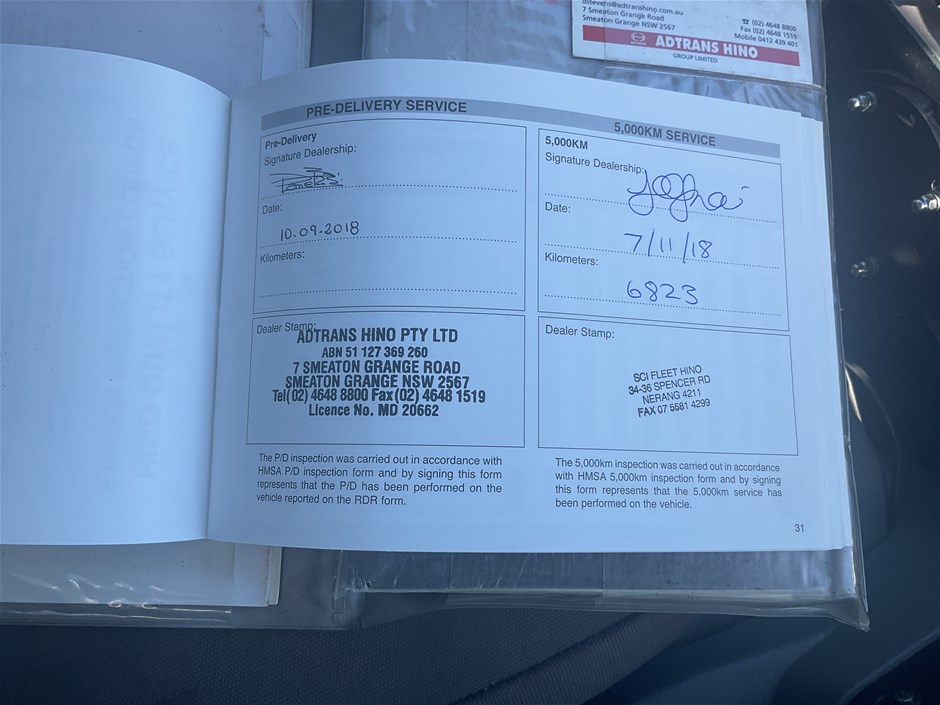 dstevens@adtranshino.com.au
7 Smeaton Grange Road
Smeaton Grange NSW 2567
☎ (02) 4648 8800
Fax (02) 4648 1519
Mobile 0412 439 401
HINO
ADTRANS HINO
GROUP LIMITED
PRE-DELIVERY SERVICE
Pre-Delivery
Signature Dealership:
Date:
10.09.2018
Kilometers:
Dealer Stamp:
ADTRANS HINO PTY LTD
ABN 51 127 369 260
7 SMEATON GRANGE ROAD
SMEATON GRANGE NSW 2567
Tel(02) 4648 8800 Fax(02) 4648 1519
Licence No. MD 20662
The P/D inspection was carried out in accordance with
HMSA P/D inspection form and by signing this form
represents that the P/D has been performed on the
vehicle reported on the RDR form.
5,000KM SERVICE
5,000KM
Signature Dealership:
Date:
7/11/18
Kilometers:
6823
Dealer Stamp:
SCI FLEET HINO
34-36 SPENCER RD
NERANG 4211
FAX 07 5581 4299
The 5,000km inspection was carried out in accordance
with HMSA 5,000km inspection form and by signing
this form represents that the 5,000km service has
been performed on the vehicle.
31